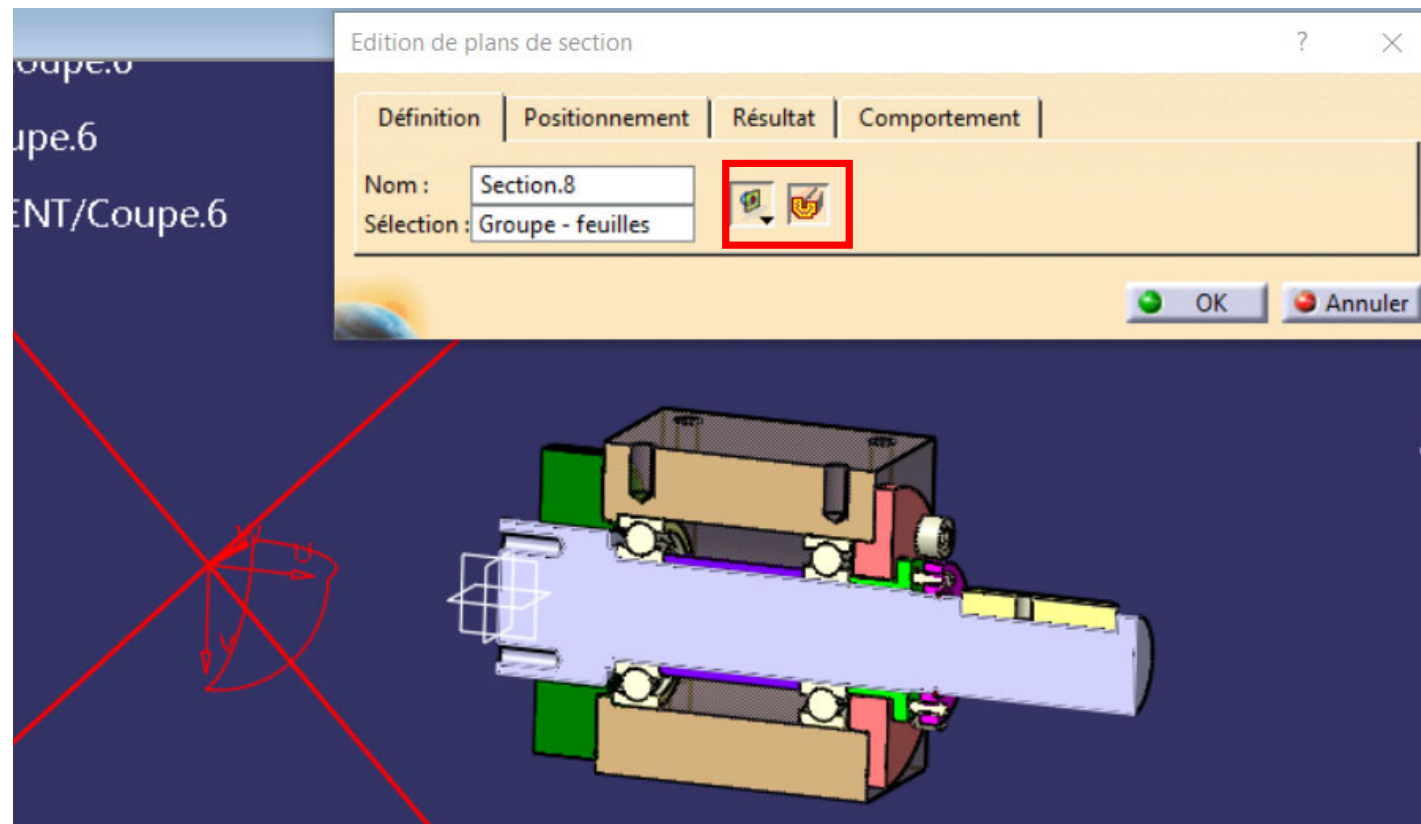 Edition de plans de section
Définition Positionnement Résultat Comportement
Nom : Section.8
Sélection : Groupe - feuilles
OK Annuler
oupe.6
upe.6
ENT/Coupe.6
W
U
V